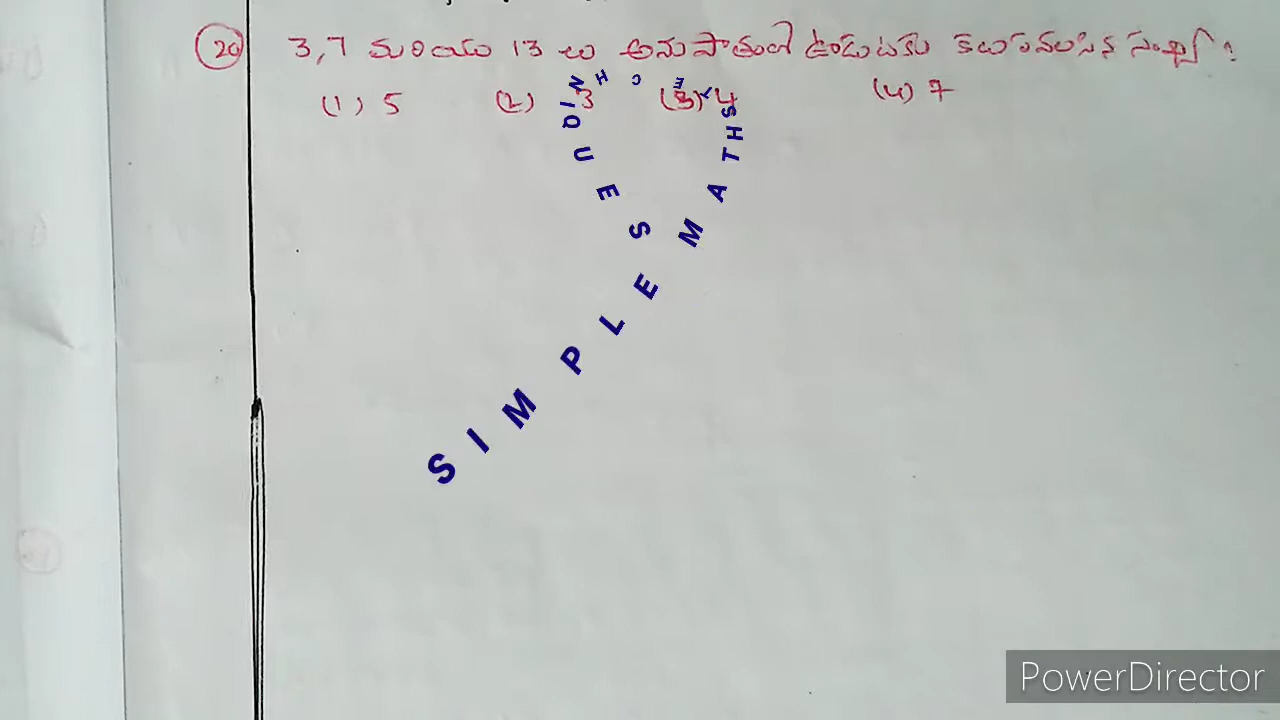 20 3,7 మరియు 13 లు అనుపాతంలో ఉండుటకు కలుపవలసిన సంఖ్య?
(1) 5 (2) 3 (3) 4 (4) 7
SIMPLE MATHS TECHNIQUES
PowerDirector